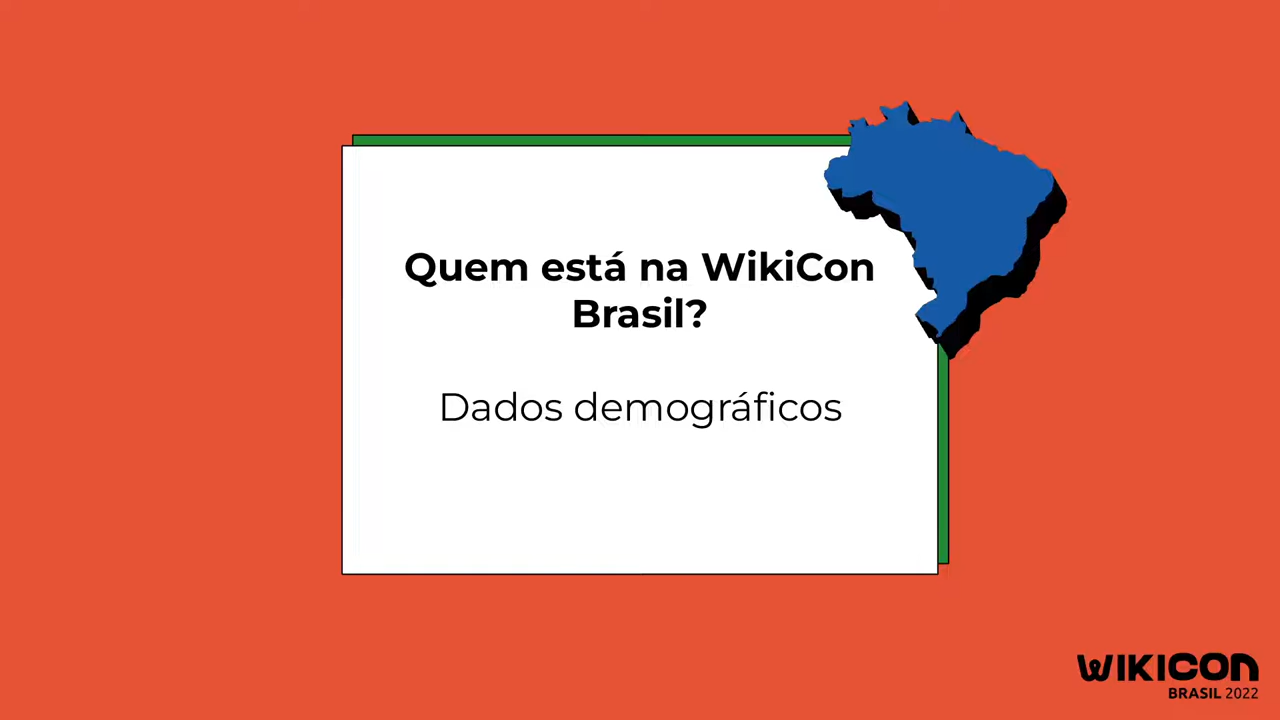 Quem está na WikiCon
Brasil?
Dados demográficos
WIKICON
BRASIL 2022